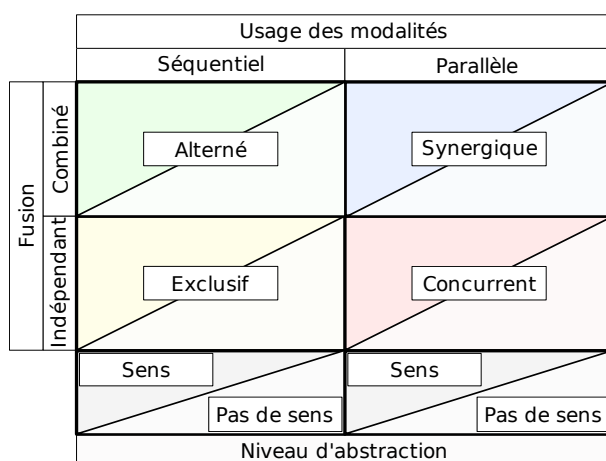 Usage des modalités
Séquentiel
Parallèle
Fusion
Combiné
Alterné
Synergique
Indépendant
Exclusif
Concurrent
Sens
Sens
Pas de sens
Pas de sens
Niveau d'abstraction